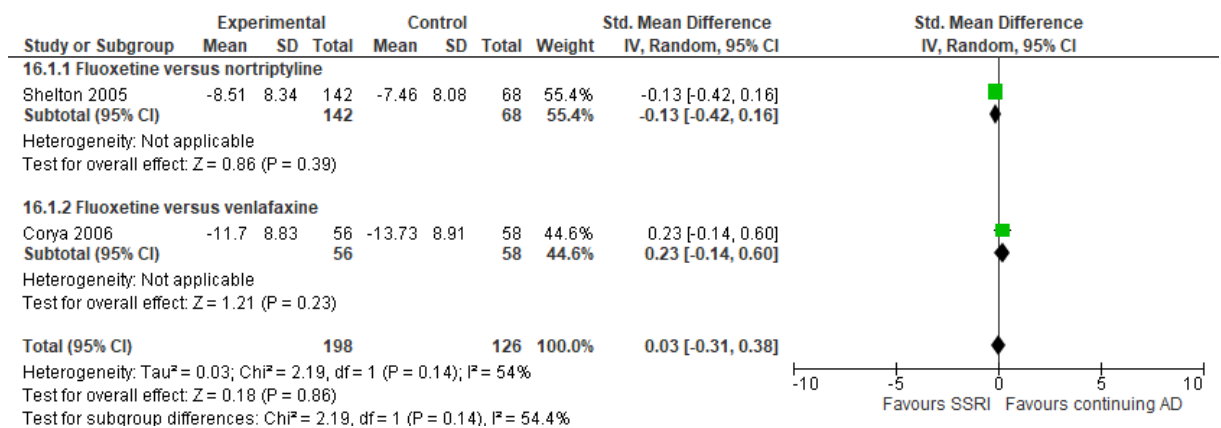 Experimental Control Std. Mean Difference Std. Mean Difference
Study or Subgroup Mean SD Total Mean SD Total Weight IV, Random, 95% CI IV, Random, 95% CI
16.1.1 Fluoxetine versus nortriptyline
Shelton 2005 -8.51 8.34 142 -7.46 8.08 68 55.4% -0.13 [-0.42, 0.16]
Subtotal (95% CI) 142 68 55.4% -0.13 [-0.42, 0.16]
Heterogeneity: Not applicable
Test for overall effect: Z = 0.86 (P = 0.39)
16.1.2 Fluoxetine versus venlafaxine
Corya 2006 -11.7 8.83 56 -13.73 8.91 58 44.6% 0.23 [-0.14, 0.60]
Subtotal (95% CI) 56 58 44.6% 0.23 [-0.14, 0.60]
Heterogeneity: Not applicable
Test for overall effect: Z = 1.21 (P = 0.23)
Total (95% CI) 198 126 100.0% 0.03 [-0.31, 0.38]
Heterogeneity: Tau² = 0.03; Chi² = 2.19, df = 1 (P = 0.14); I² = 54%
-10 -5 0 5 10
Test for overall effect: Z = 0.18 (P = 0.86)
Favours SSRI Favours continuing AD
Test for subgroup differences: Chi² = 2.19, df = 1 (P = 0.14), I² = 54.4%